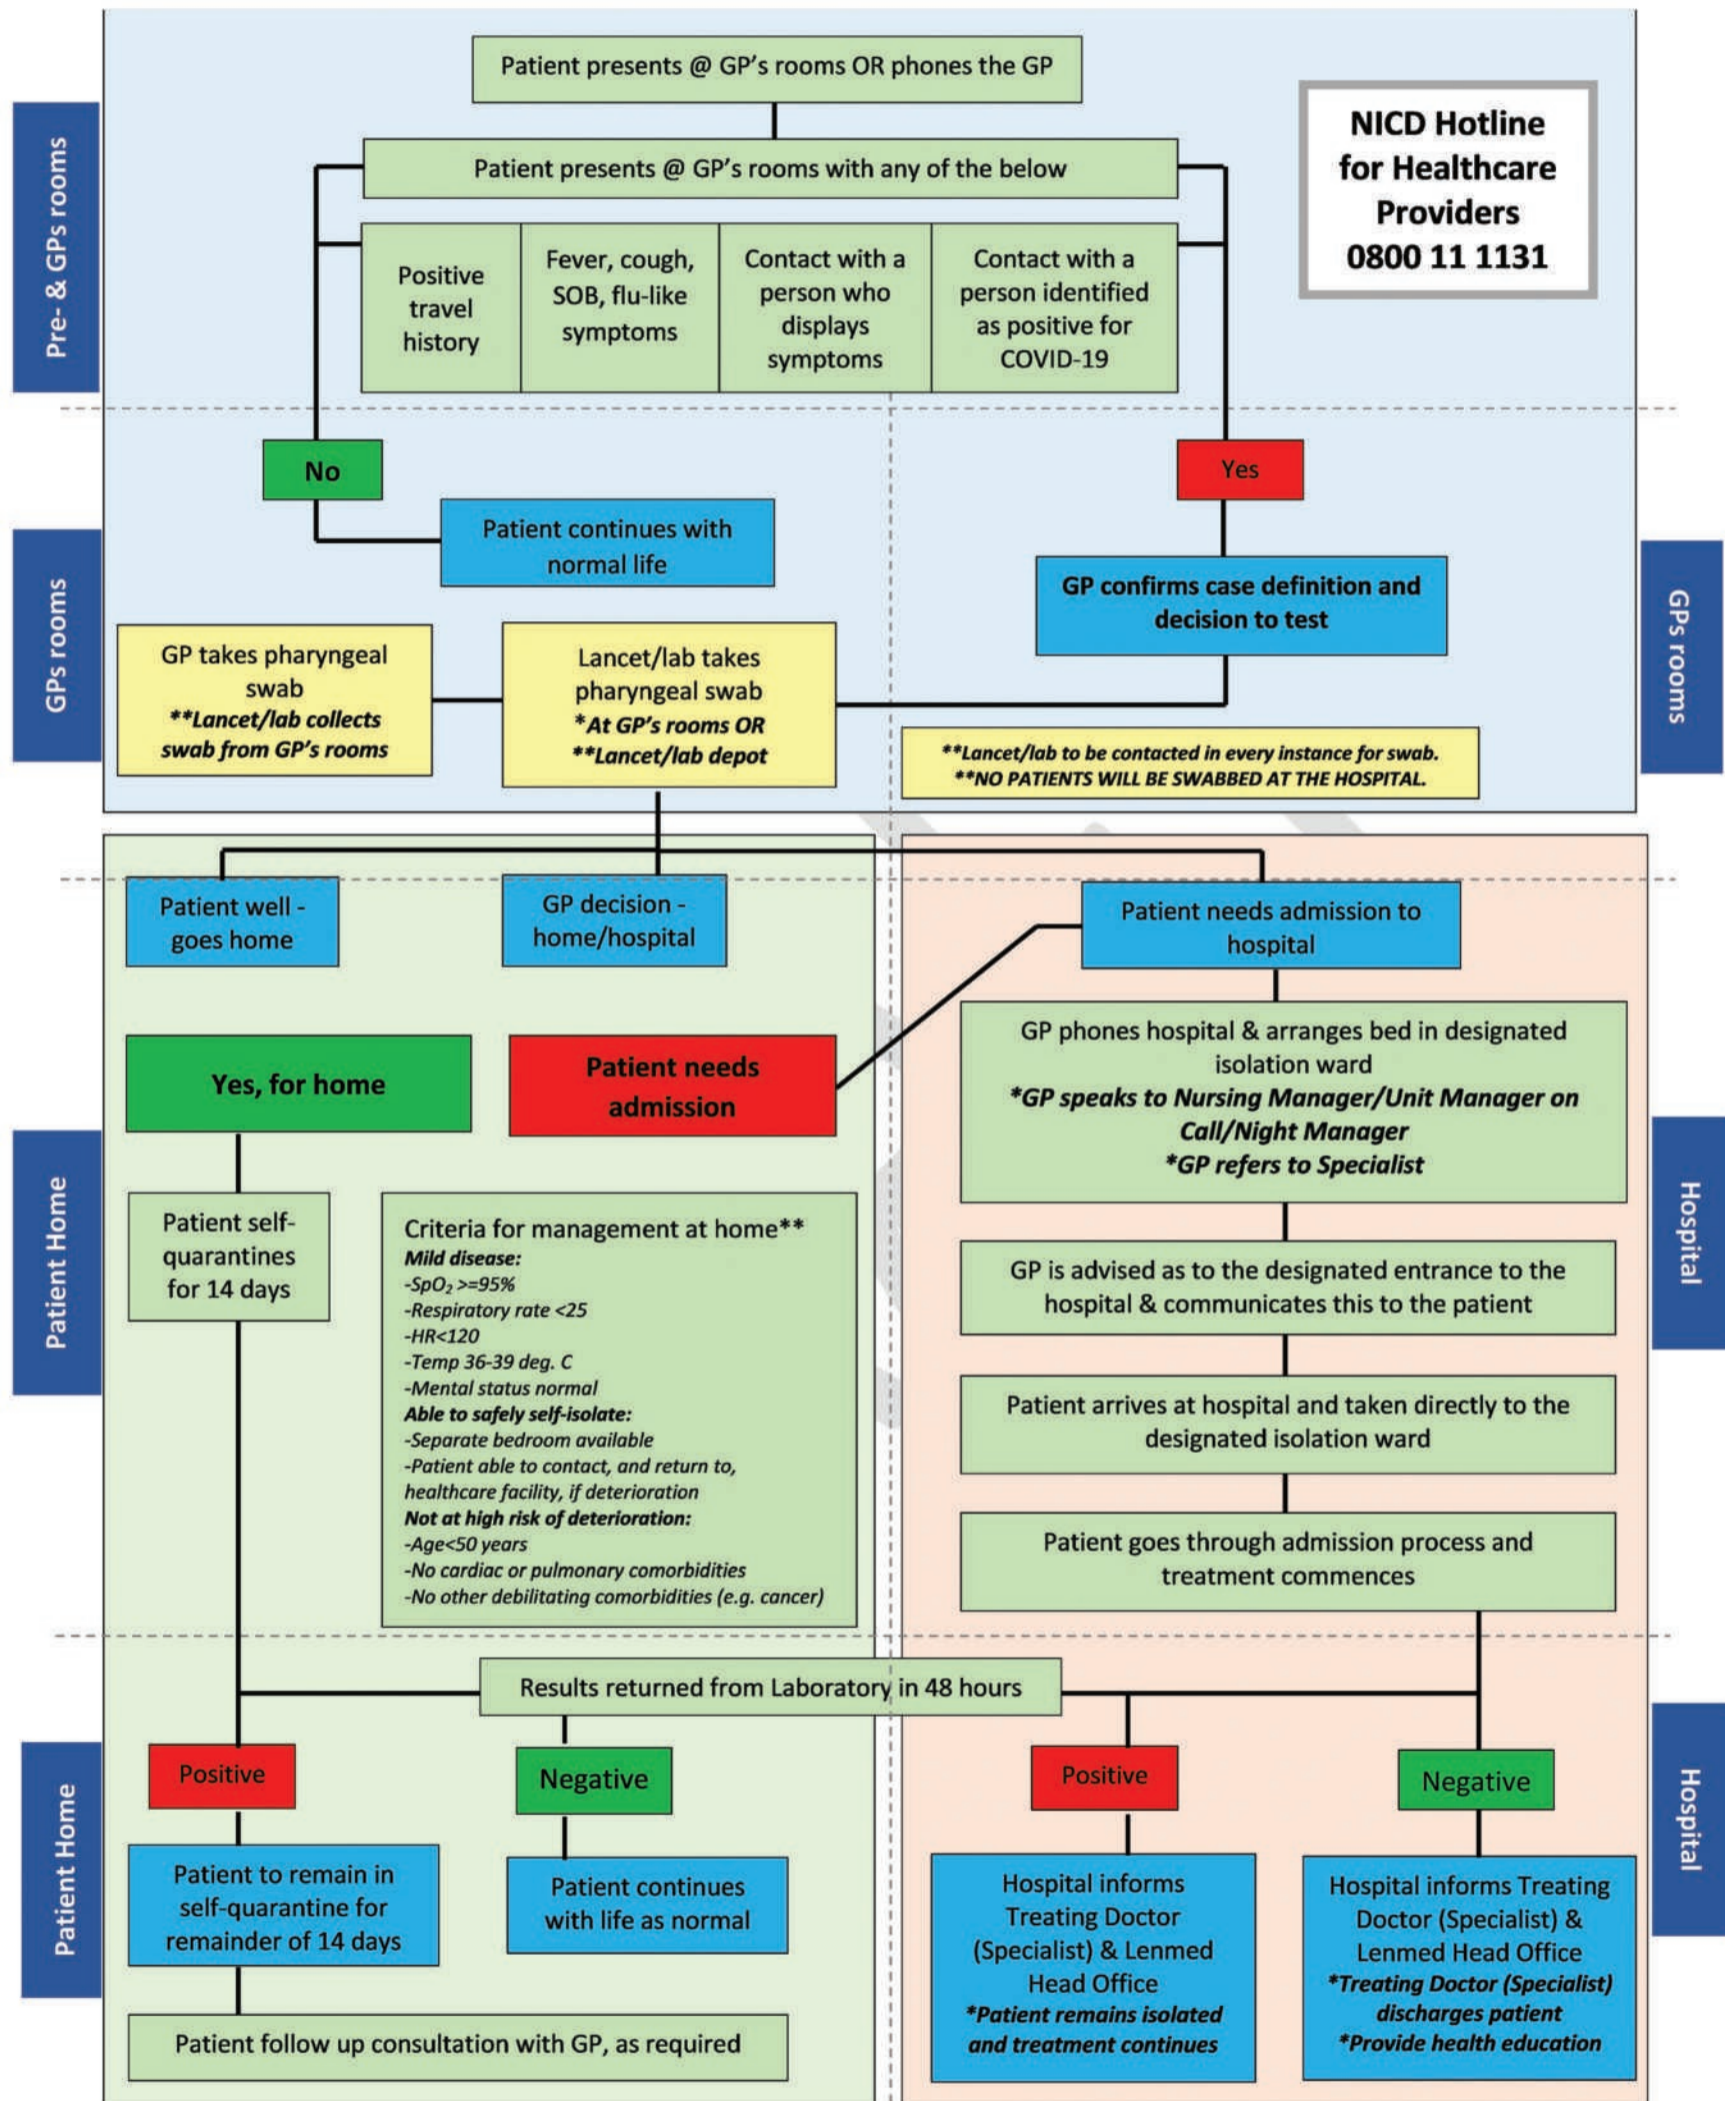 Patient presents @ GP's rooms OR phones the GP
NICD Hotline
for Healthcare
Providers
0800 11 1131
Pre- & GPs rooms
Patient presents @ GP's rooms with any of the below
Positive
travel
history
Fever, cough,
SOB, flu-like
symptoms
Contact with a
person who
displays
symptoms
Contact with a
person identified
as positive for
COVID-19
No
Yes
Patient continues with
normal life
GP confirms case definition and
decision to test
GPs rooms
GPs rooms
GP takes pharyngeal
swab
**Lancet/lab collects
swab from GP's rooms
Lancet/lab takes
pharyngeal swab
*At GP's rooms OR
**Lancet/lab depot
**Lancet/lab to be contacted in every instance for swab.
**NO PATIENTS WILL BE SWABBED AT THE HOSPITAL.
Patient well -
goes home
GP decision -
home/hospital
Patient needs admission to
hospital
Yes, for home
Patient needs
admission
GP phones hospital & arranges bed in designated
isolation ward
*GP speaks to Nursing Manager/Unit Manager on
Call/Night Manager
*GP refers to Specialist
Patient Home
Hospital
Patient self-
quarantines
for 14 days
Criteria for management at home**
Mild disease:
-SpO₂ >=95%
-Respiratory rate <25
-HR<120
-Temp 36-39 deg. C
-Mental status normal
Able to safely self-isolate:
-Separate bedroom available
-Patient able to contact, and return to,
healthcare facility, if deterioration
Not at high risk of deterioration:
-Age<50 years
-No cardiac or pulmonary comorbidities
-No other debilitating comorbidities (e.g. cancer)
GP is advised as to the designated entrance to the
hospital & communicates this to the patient
Patient arrives at hospital and taken directly to the
designated isolation ward
Patient goes through admission process and
treatment commences
Results returned from Laboratory in 48 hours
Patient Home
Hospital
Positive
Negative
Positive
Negative
Patient to remain in
self-quarantine for
remainder of 14 days
Patient continues
with life as normal
Hospital informs
Treating Doctor
(Specialist) & Lenmed
Head Office
*Patient remains isolated
and treatment continues
Hospital informs Treating
Doctor (Specialist) &
Lenmed Head Office
*Treating Doctor (Specialist)
discharges patient
*Provide health education
Patient follow up consultation with GP, as required